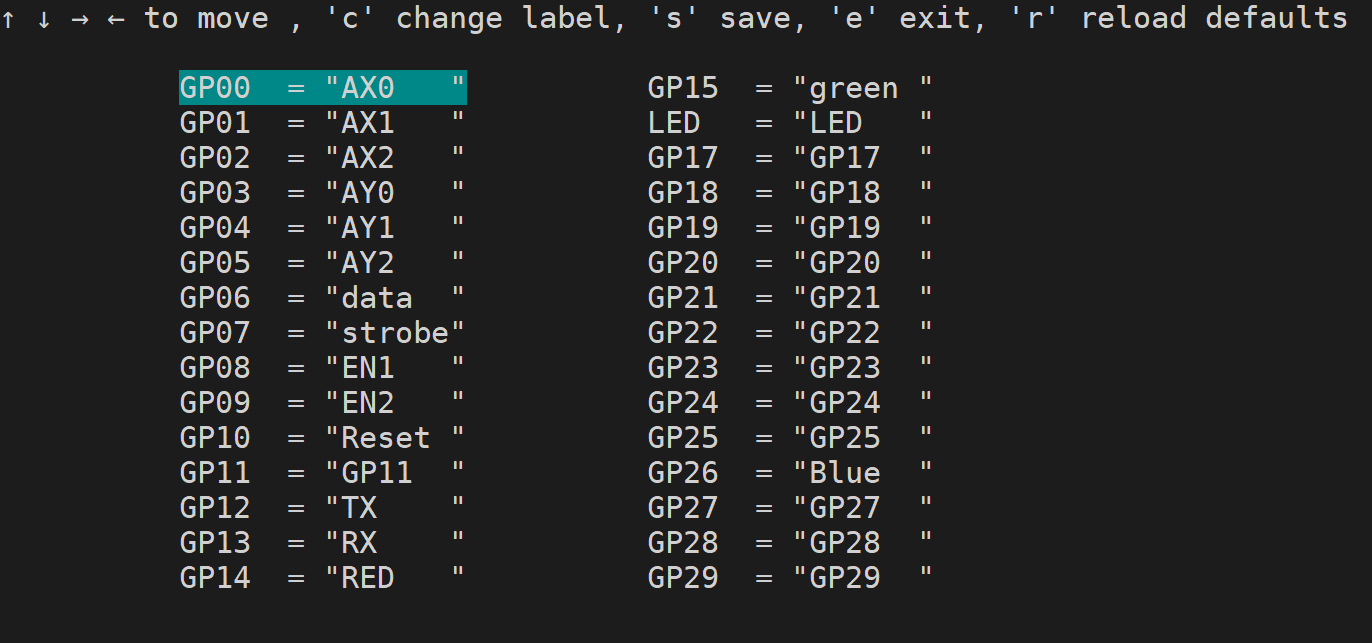 ↑ ↓ → ← to move , 'c' change label, 's' save, 'e' exit, 'r' reload defaults
GP00  = "AX0   "          GP15  = "green "
GP01  = "AX1   "          LED   = "LED   "
GP02  = "AX2   "          GP17  = "GP17  "
GP03  = "AY0   "          GP18  = "GP18  "
GP04  = "AY1   "          GP19  = "GP19  "
GP05  = "AY2   "          GP20  = "GP20  "
GP06  = "data  "          GP21  = "GP21  "
GP07  = "strobe"          GP22  = "GP22  "
GP08  = "EN1   "          GP23  = "GP23  "
GP09  = "EN2   "          GP24  = "GP24  "
GP10  = "Reset "          GP25  = "GP25  "
GP11  = "GP11  "          GP26  = "Blue  "
GP12  = "TX    "          GP27  = "GP27  "
GP13  = "RX    "          GP28  = "GP28  "
GP14  = "RED   "          GP29  = "GP29  "